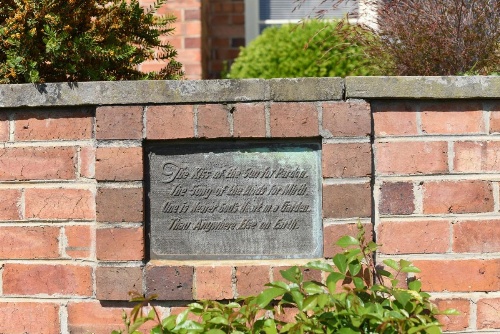 The Kiss of the Sun for Pardon.
The Song of the Birds for Mirth.
One is Nearer God's Heart in a Garden.
Than Anywhere Else on Earth.